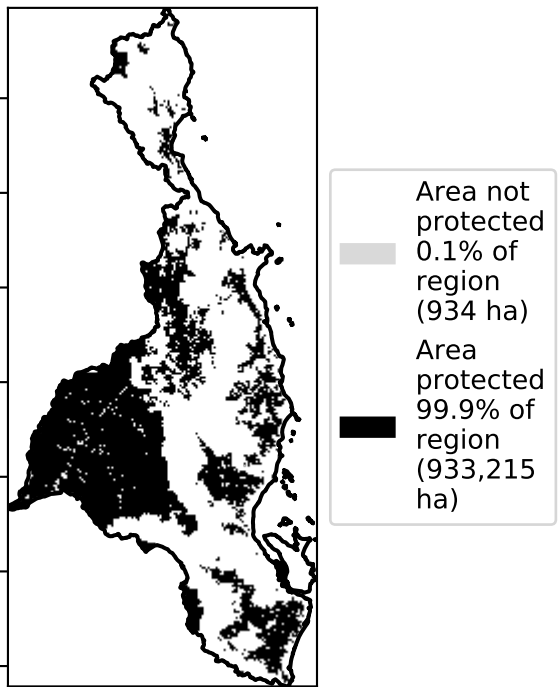 Area not
protected
0.1% of
region
(934 ha)
Area
protected
99.9% of
region
(933,215
ha)